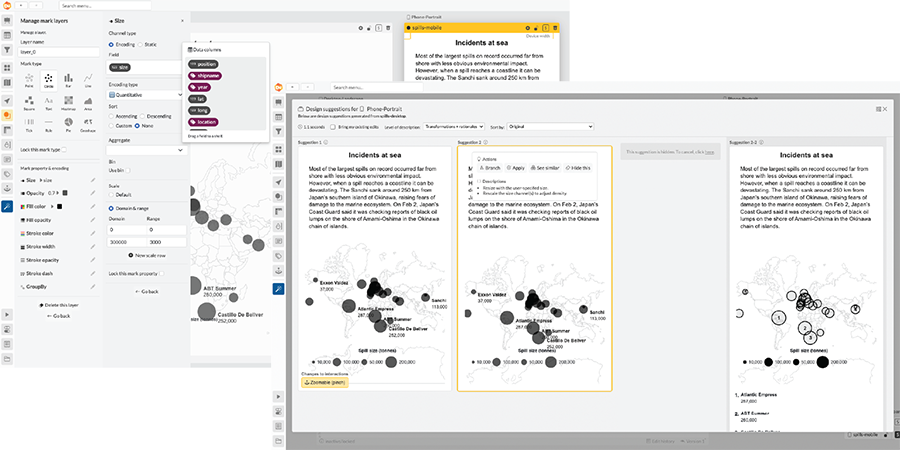 Search menu...
Manage mark layers
Manage layers
Layer name
layer_0
Mark type
Point
Circle
Bar
Line
Square
Text
Heatmap
Area
Tick
Rule
Pie
Overlaps
Lock this mark type
Mark property & encoding
Size > size
Opacity 0.7
Fill color >
Fill opacity
Stroke color
Stroke width
Stroke opacity
Stroke dash
GroupBy
Delete this layer
← Go back
Size
Channel type
Encoding Static
Field
size
Encoding type
Quantitative
Sort
Ascending Descending
Custom None
Aggregate
Bin
Use bin
Scale
Default
Domain & range
Domain Range
0 0
300000 3000
New scale row
Lock this mark property
← Go back
Data columns
position
shipname
year
lat
long
location
Drag a field to a shelf
ABT Summer
260,000
Castillo De Bellver
252,000
Phone-Portrait
spills-mobile
Device width
Incidents at sea
Most of the largest spills on record occurred far from
shore with less obvious environmental impact.
However, when a spill reaches a coastline it can be
devastating. The Sanchi sank around 250 km from
Search menu...
Design suggestions for Phone-Portrait
Below are design suggestions generated from spills-desktop
1.1 seconds Bring my existing edits Level of description: Transformations + rationales Sort by: Original
Suggestion 1
Incidents at sea
Most of the largest spills on record occurred far from
shore with less obvious environmental impact.
However, when a spill reaches a coastline it can be
devastating. The Sanchi sank around 250 km from
Japan's southern island of Okinawa, raising fears of
damage to the marine ecosystem. On Feb 2, Japan's
Coast Guard said it was checking reports of black oil
lumps on the shore of Amami-Oshima in the Okinawa
chain of islands.
Exxon Valdez
37,000
Sanchi
113,000
Atlantic Empress
287,000
ABT Summer
260,000
Castillo De Bellver
252,000
Spill size (tonnes)
10,000 100,000 50,000 200,000
Changes to interactions
Zoomable (pinch)
Suggestion 2
Actions
Branch Apply See similar Hide this
Descriptions
Resize with the user-specified size.
Rescale the size channel(s) to adjust density.
damage to the marine ecosystem. On Feb 2, Japan's
Coast Guard said it was checking reports of black oil
lumps on the shore of Amami-Oshima in the Okinawa
chain of islands.
Exxon Valdez
37,000
Sanchi
113,000
Atlantic Empress
287,000
ABT Summer
260,000
Castillo De Bellver
252,000
Spill size (tonnes)
10,000 100,000 50,000 200,000
This suggestion is hidden. To cancel, click here
Suggestion 2-2
Incidents at sea
Most of the largest spills on record occurred far from
shore with less obvious environmental impact.
However, when a spill reaches a coastline it can be
devastating. The Sanchi sank around 250 km from
Japan's southern island of Okinawa, raising fears of
damage to the marine ecosystem. On Feb 2, Japan's
Coast Guard said it was checking reports of black oil
lumps on the shore of Amami-Oshima in the Okinawa
chain of islands.
1
2
3
Spill size (tonnes)
10,000 100,000 50,000 200,000
1. Atlantic Empress
287,000
2. ABT Summer
260,000
spills-mobile